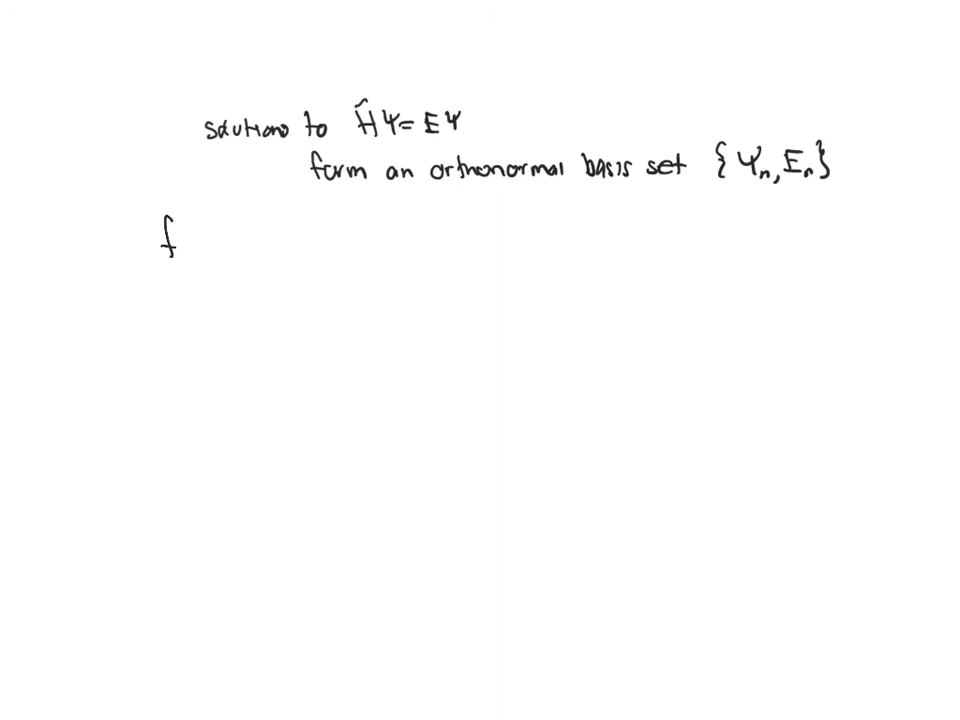 solutions to ĤΨ = EΨ
form an orthonormal basis set {Ψn, En}
f